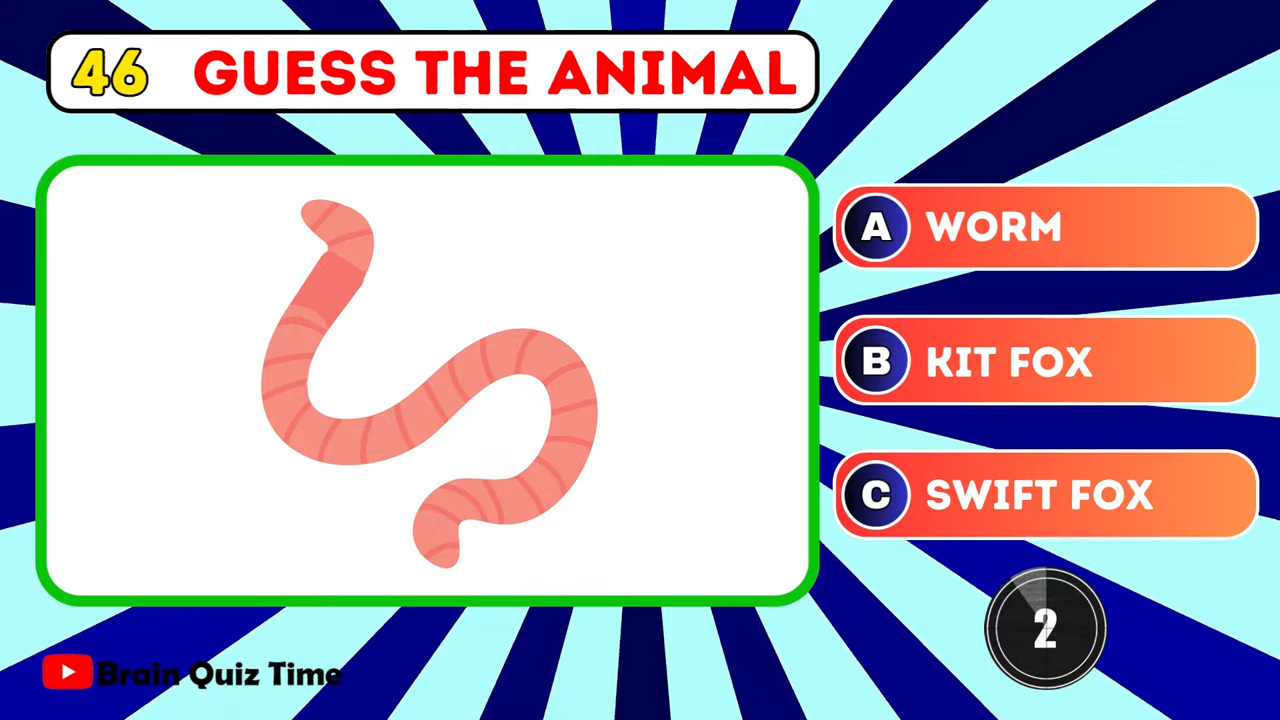 46 GUESS THE ANIMAL
A WORM
B KIT FOX
C SWIFT FOX
2
Brain Quiz Time